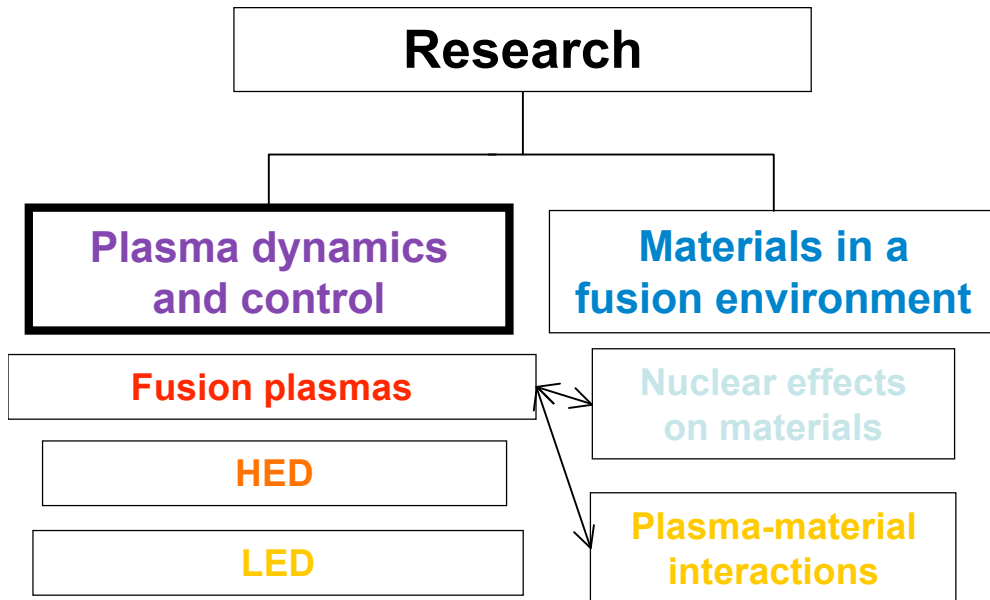 Research
Plasma dynamics
and control
Materials in a
fusion environment
Fusion plasmas
HED
LED
Nuclear effects
on materials
Plasma-material
interactions